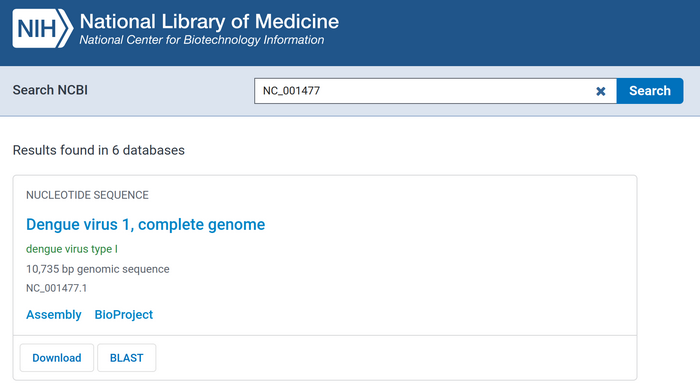 NIH
National Library of Medicine
National Center for Biotechnology Information
Search NCBI
NC_001477
Search
Results found in 6 databases
NUCLEOTIDE SEQUENCE
Dengue virus 1, complete genome
dengue virus type I
10,735 bp genomic sequence
NC_001477.1
Assembly BioProject
Download BLAST